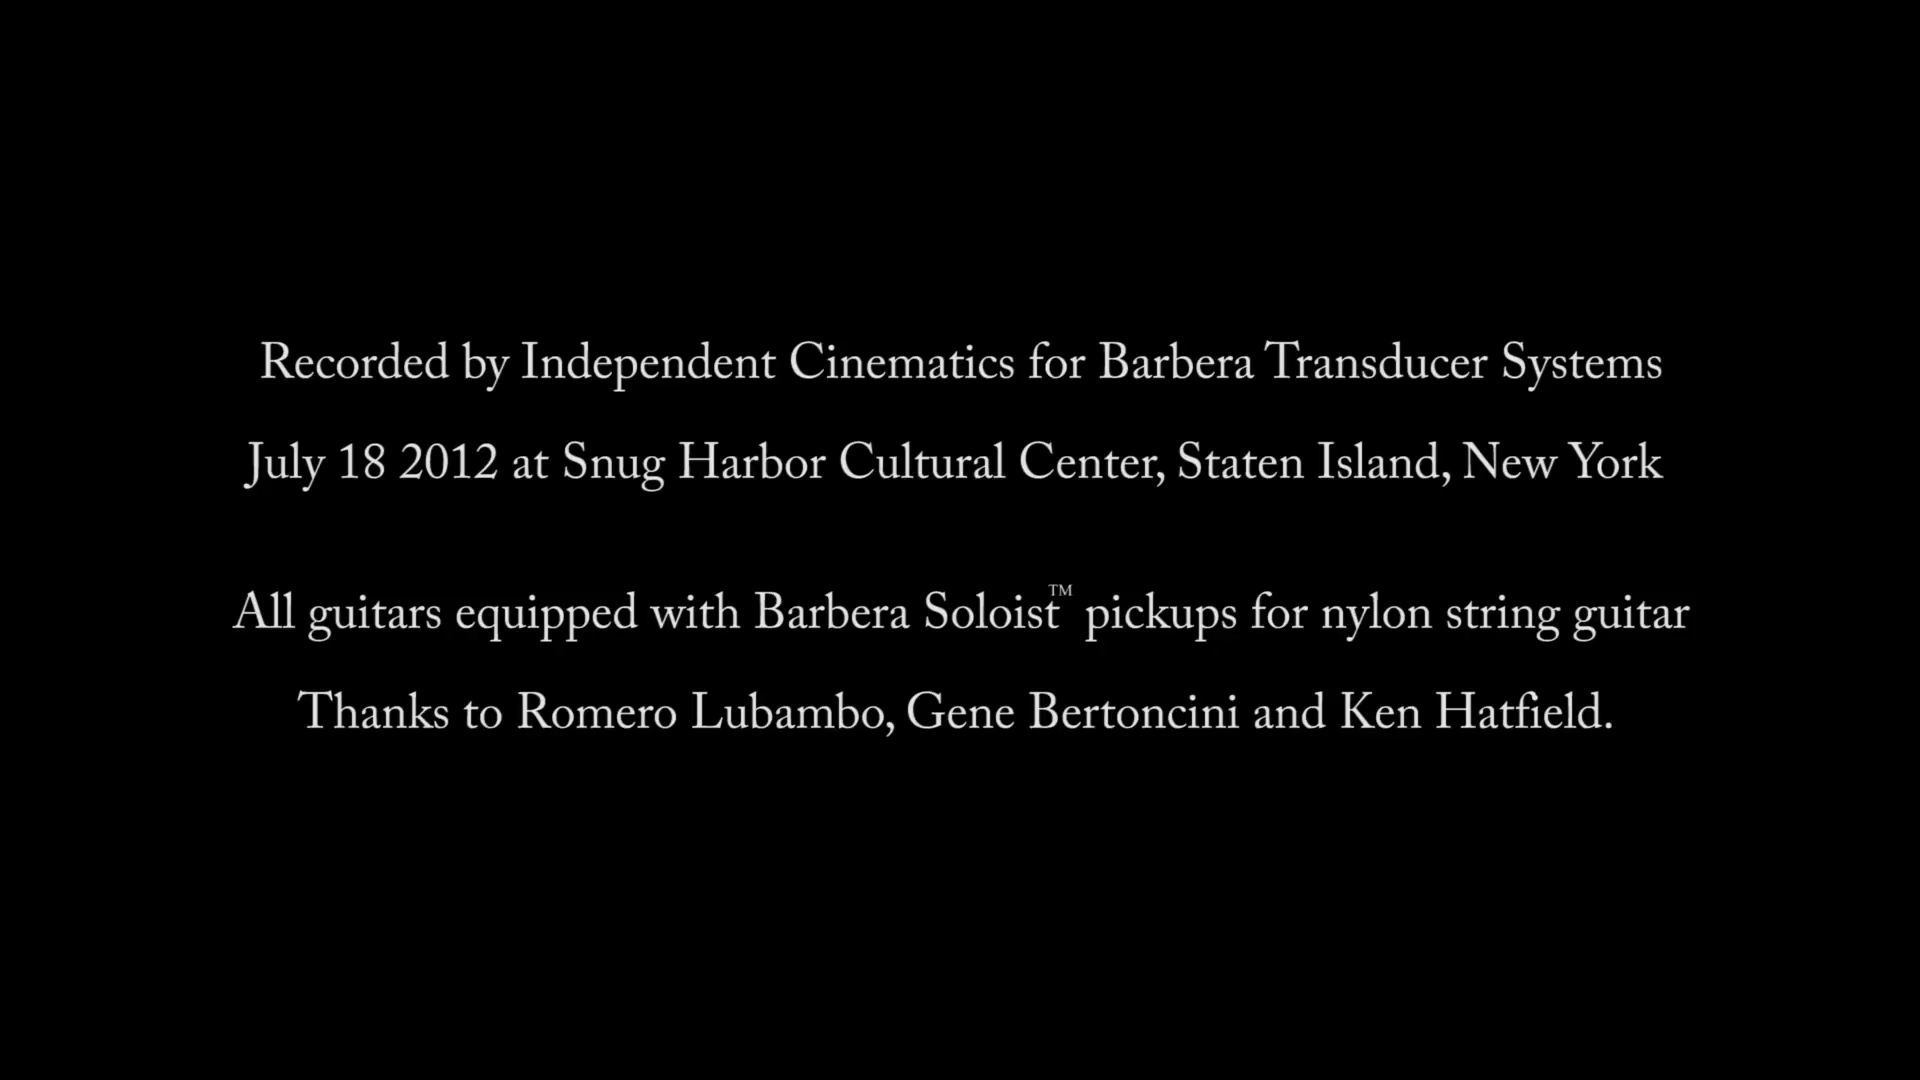 Recorded by Independent Cinematics for Barbera Transducer Systems
July 18 2012 at Snug Harbor Cultural Center, Staten Island, New York
All guitars equipped with Barbera Soloist™ pickups for nylon string guitar
Thanks to Romero Lubambo, Gene Bertoncini and Ken Hatfield.